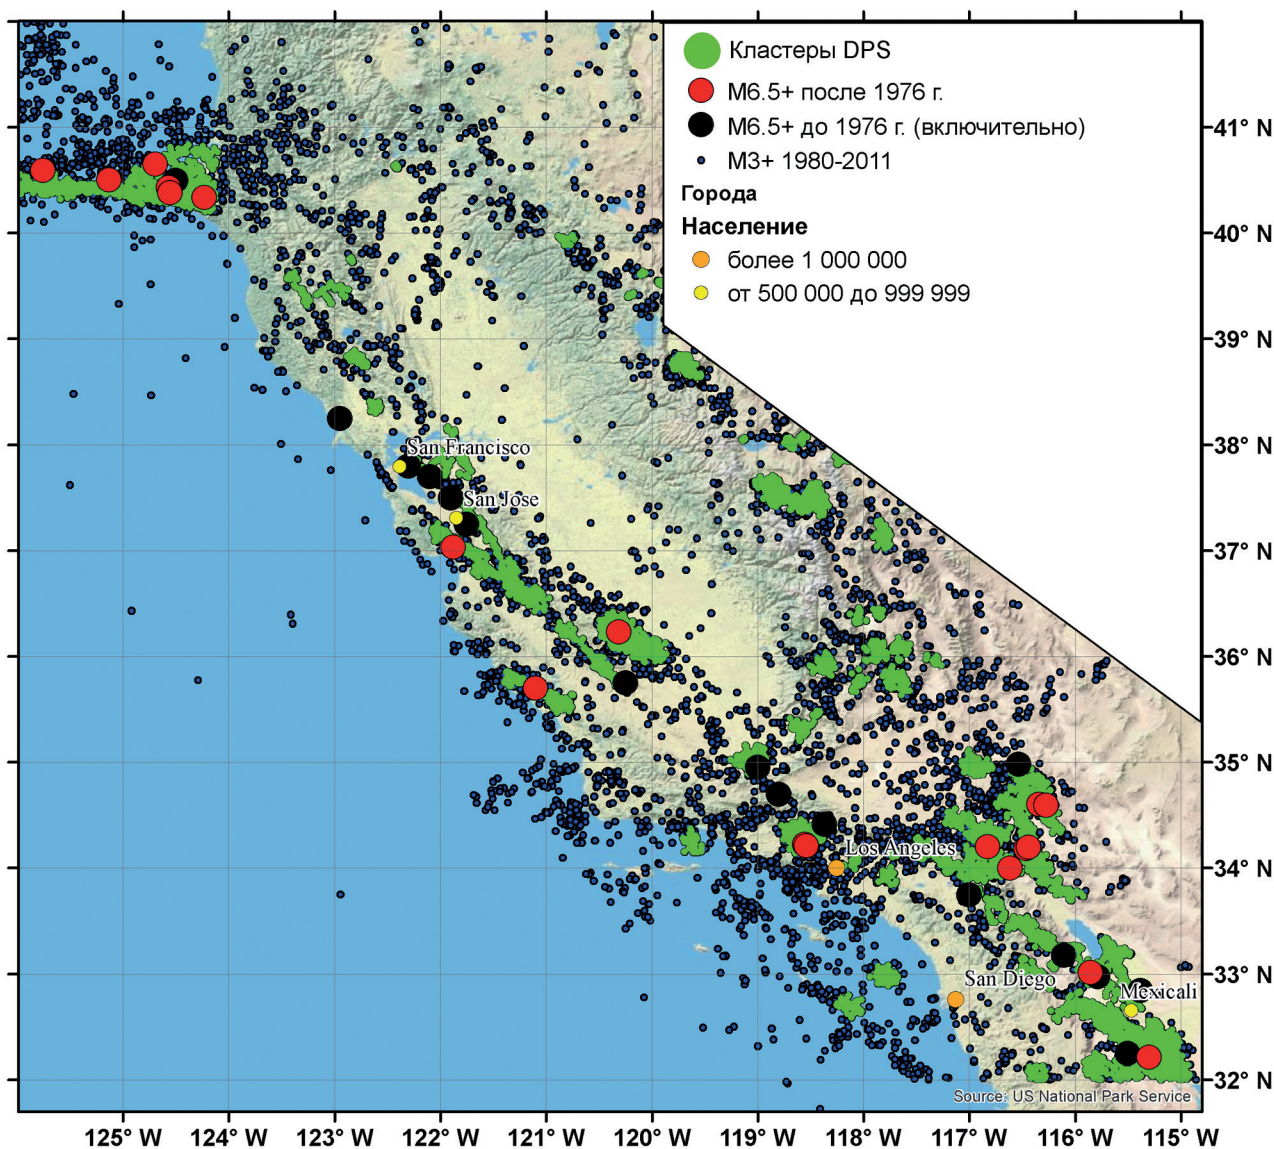 Кластеры DPS
М6.5+ после 1976 г.
М6.5+ до 1976 г. (включительно)
М3+ 1980-2011
Города
Население
более 1 000 000
от 500 000 до 999 999
41° N
40° N
39° N
38° N
37° N
36° N
35° N
34° N
33° N
32° N
San Francisco
San Jose
Los Angeles
San Diego
Mexicali
Source: US National Park Service
125° W
124° W
123° W
122° W
121° W
120° W
119° W
118° W
117° W
116° W
115° W